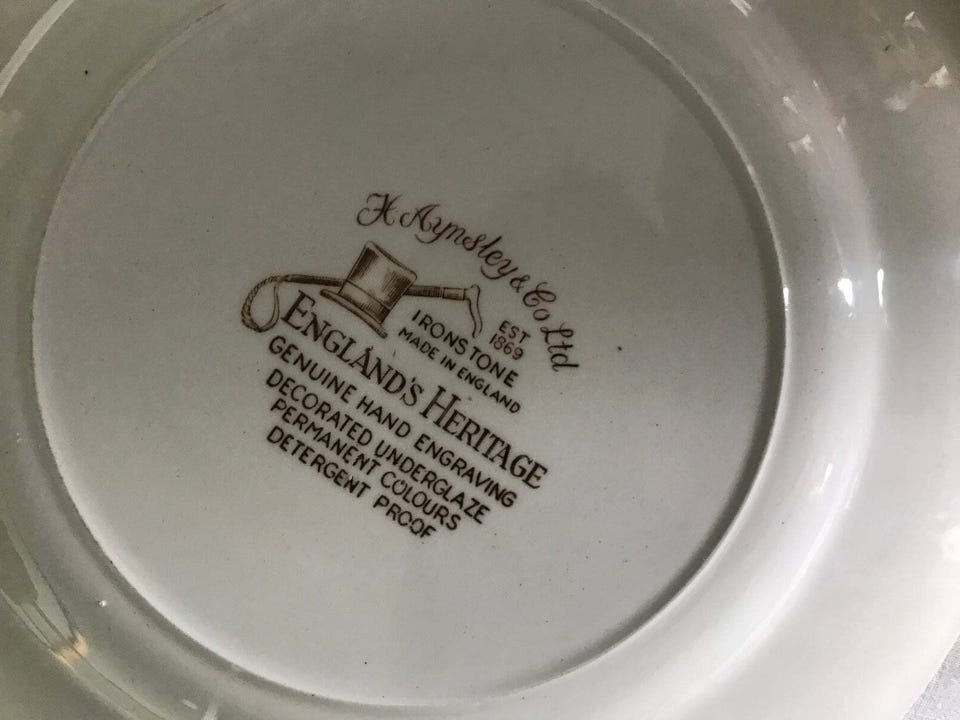 H Aynsley & Co Ltd
EST
1869
IRONSTONE
MADE IN ENGLAND
ENGLAND'S HERITAGE
GENUINE HAND ENGRAVING
DECORATED UNDERGLAZE
PERMANENT COLOURS
DETERGENT PROOF